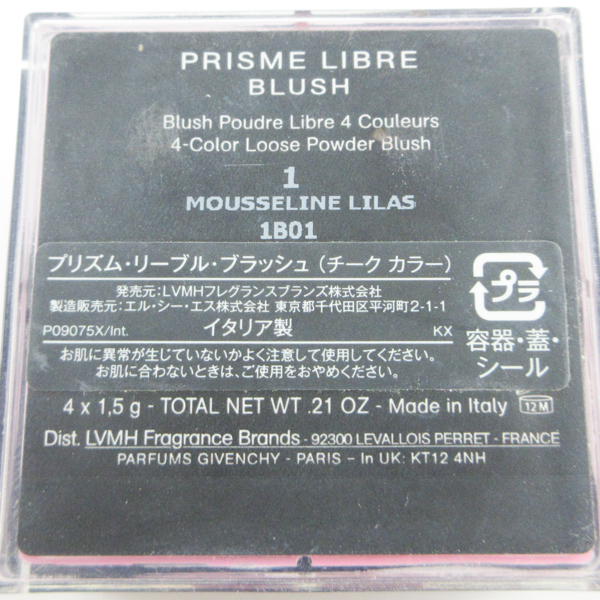 PRISME LIBRE
BLUSH
Blush Poudre Libre 4 Couleurs
4-Color Loose Powder Blush
1
MOUSSELINE LILAS
1B01
プリズム・リーブル・ブラッシュ（チーク カラー）
発売元:LVMHフレグランスブランズ株式会社
製造販売元:エル・シー・エス株式会社 東京都千代田区平河町2-1-1
P09075X/Int. イタリア製 KX
お肌に異常が生じていないかよく注意して使用してください。
お肌に合わないときは、ご使用をおやめください。
プラ
容器・蓋・
シール
4 x 1,5 g - TOTAL NET WT .21 OZ - Made in Italy 12M
Dist. LVMH Fragrance Brands - 92300 LEVALLOIS PERRET - FRANCE
PARFUMS GIVENCHY - PARIS – In UK: KT12 4NH